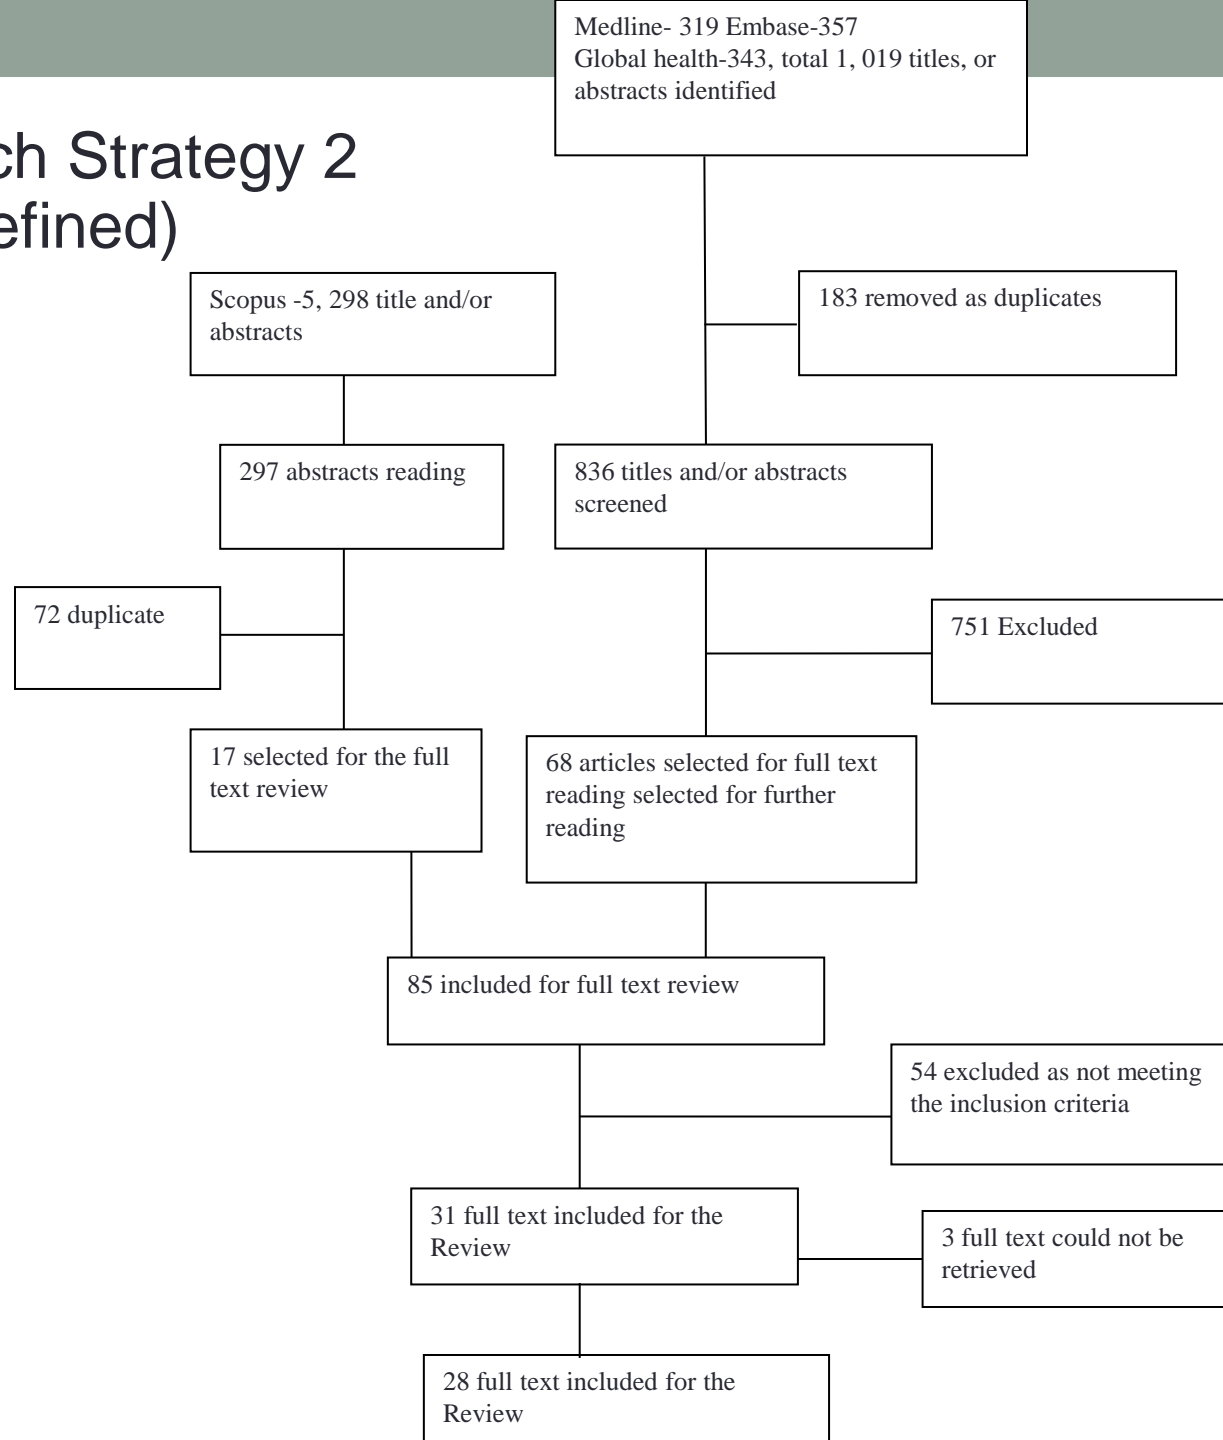 Medline- 319 Embase-357
Global health-343, total 1, 019 titles, or
abstracts identified
ch Strategy 2
efined)
Scopus -5, 298 title and/or
abstracts
183 removed as duplicates
297 abstracts reading
836 titles and/or abstracts
screened
72 duplicate
751 Excluded
17 selected for the full
text review
68 articles selected for full text
reading selected for further
reading
85 included for full text review
54 excluded as not meeting
the inclusion criteria
31 full text included for the
Review
3 full text could not be
retrieved
28 full text included for the
Review